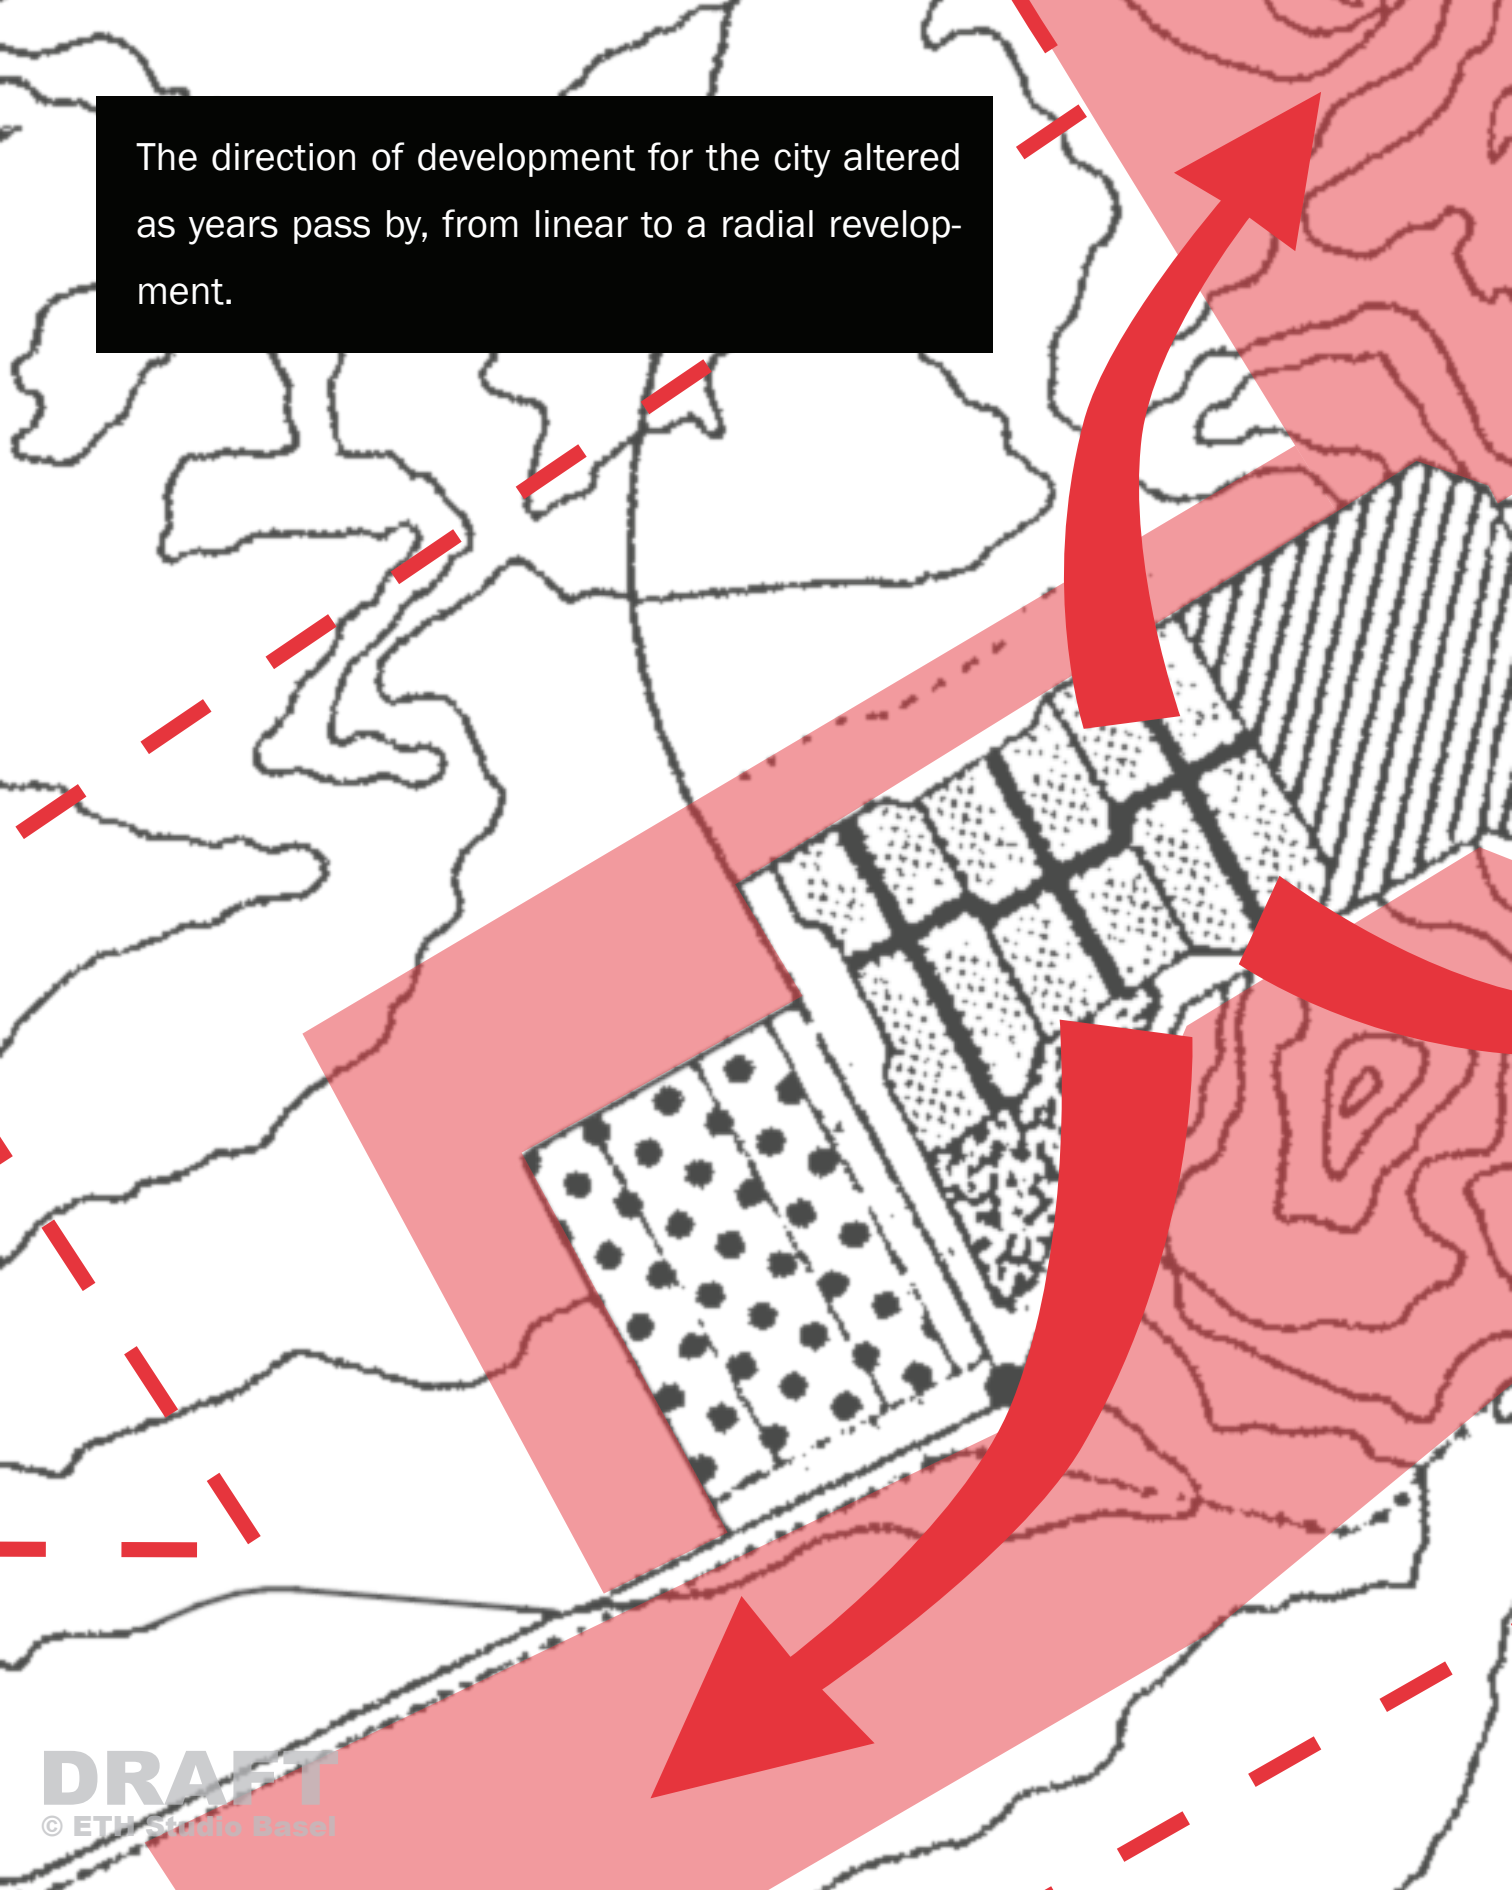 The direction of development for the city altered
as years pass by, from linear to a radial revelop-
ment.
DRAFT
© ETH Studio Basel